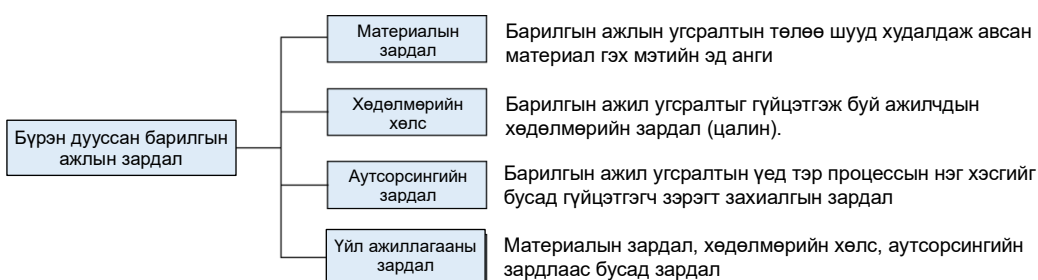 Бүрэн дууссан барилгын
ажлын зардал
Материалын
зардал
Барилгын ажлын угсралтын төлөө шууд худалдаж авсан
материал гэх мэтийн эд анги
Хөдөлмөрийн
хөлс
Барилгын ажил угсралтыг гүйцэтгэж буй ажилчдын
хөдөлмөрийн зардал (цалин).
Аутсорсингийн
зардал
Барилгын ажил угсралтын үед тэр процессын нэг хэсгийг
бусад гүйцэтгэгч зэрэгт захиалгын зардал
Үйл ажиллагааны
зардал
Материалын зардал, хөдөлмөрийн хөлс, аутсорсингийн
зардлаас бусад зардал